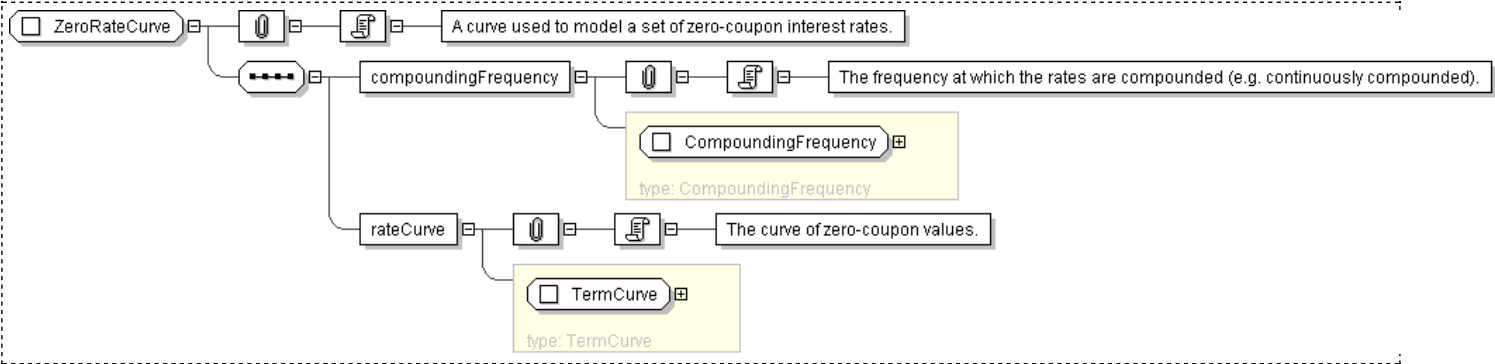 ZeroRateCurve
A curve used to model a set of zero-coupon interest rates.
compoundingFrequency
The frequency at which the rates are compounded (e.g. continuously compounded).
CompoundingFrequency
type: CompoundingFrequency
rateCurve
The curve of zero-coupon values.
TermCurve
type: TermCurve